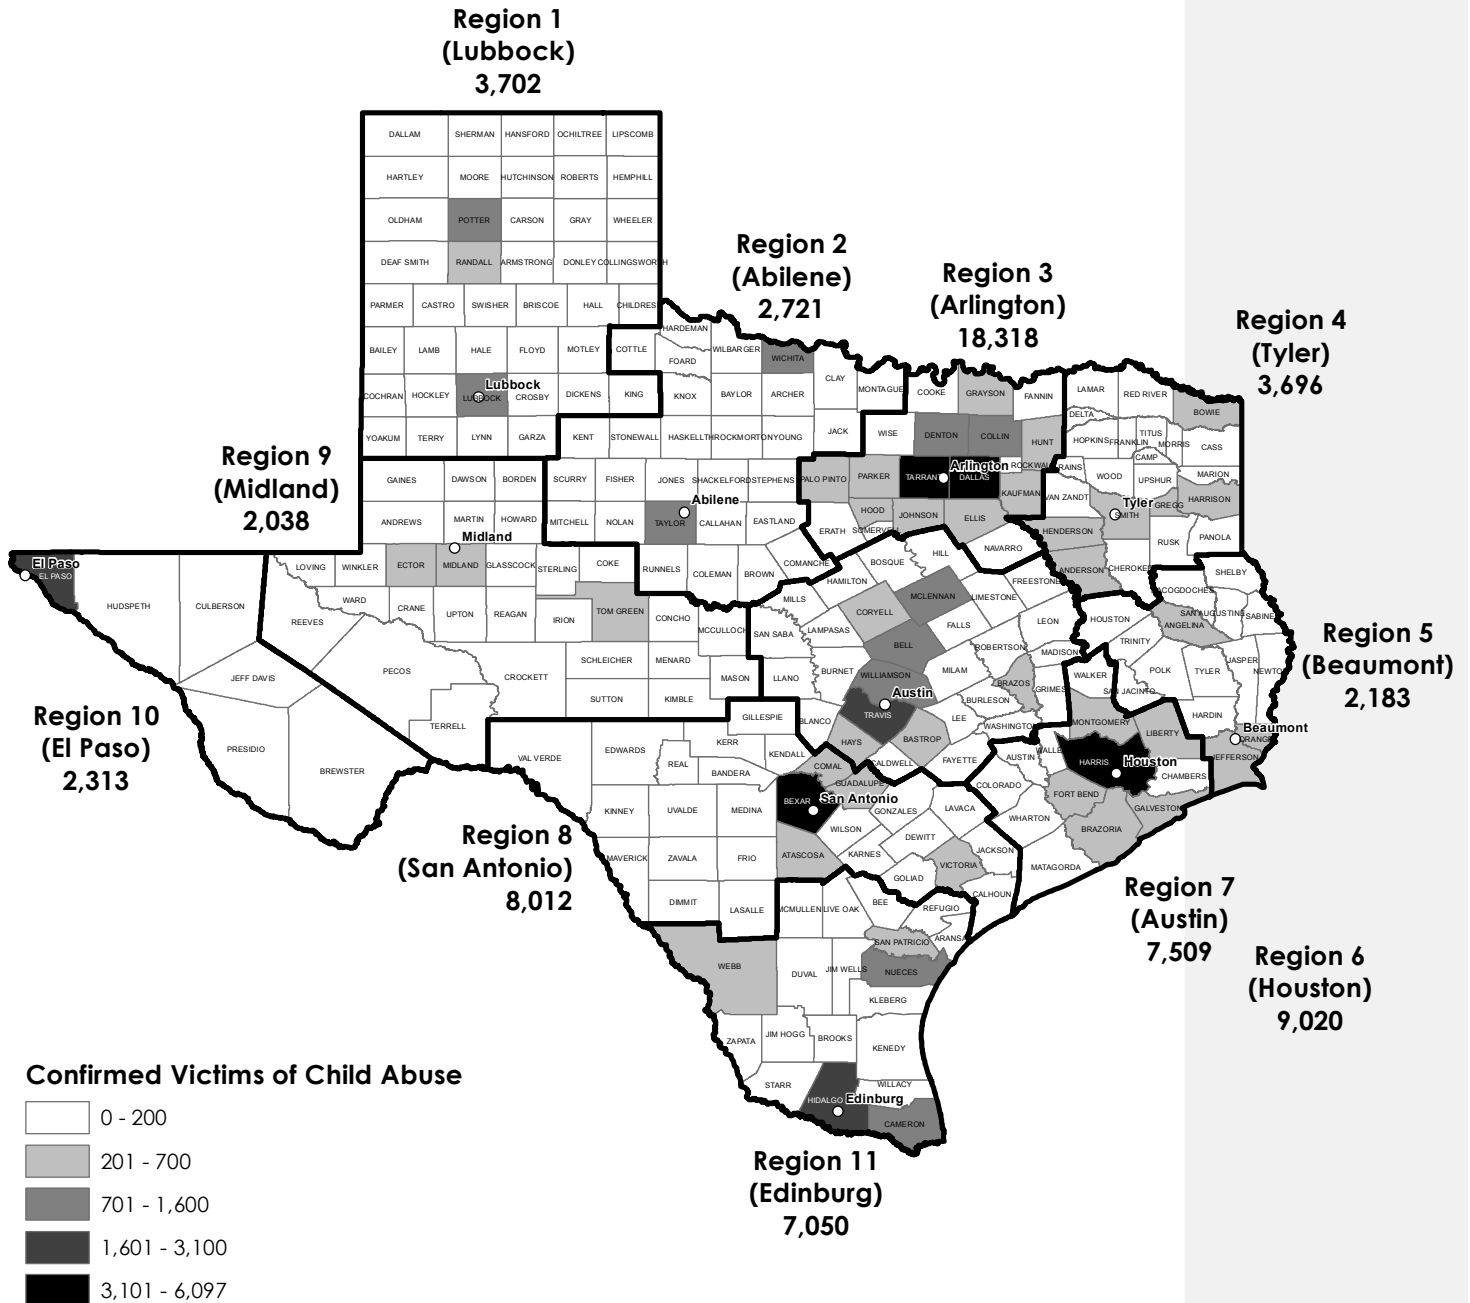 Region 1
(Lubbock)
3,702
DALLAM SHERMAN HANSFORD OCHILTREE LIPSCOMB
HARTLEY MOORE HUTCHINSON ROBERTS HEMPHILL
OLDHAM POTTER CARSON GRAY WHEELER
DEAF SMITH RANDALL ARMSTRONG DONLEY COLLINGSWORTH
PARMER CASTRO SWISHER BRISCOE HALL CHILDRES
BAILEY LAMB HALE FLOYD MOTLEY COTTLE
COCHRAN HOCKLEY LUBBOCK CROSBY DICKENS KING
Lubbock
YOAKUM TERRY LYNN GARZA
Region 2
(Abilene)
2,721
HARDEMAN
FOARD WILBARGER WICHITA
CLAY MONTAGUE
KNOX BAYLOR ARCHER
KENT STONEWALL HASKELL THROCKMORTON YOUNG JACK
SCURRY FISHER JONES SHACKELFORD STEPHENS
Abilene
MITCHELL NOLAN TAYLOR CALLAHAN EASTLAND
RUNNELS COLEMAN BROWN COMANCHE
Region 3
(Arlington)
18,318
COOKE GRAYSON FANNIN
WISE DENTON COLLIN HUNT
PALO PINTO PARKER TARRAN DALLAS ROCKWAL
Arlington
KAUFMAN
HOOD JOHNSON ELLIS
ERATH SOMERVEL NAVARRO
Region 4
(Tyler)
3,696
LAMAR RED RIVER BOWIE
DELTA
HOPKINS FRANKLIN TITUS MORRIS CASS
CAMP
RAINS WOOD UPSHUR MARION
VAN ZANDT Tyler SMITH GREGG HARRISON
HENDERSON RUSK PANOLA
ANDERSON CHEROKE
Region 9
(Midland)
2,038
GAINES DAWSON BORDEN
ANDREWS MARTIN HOWARD
Midland
LOVING WINKLER ECTOR MIDLAND GLASSCOCK STERLING COKE
WARD CRANE UPTON REAGAN IRION TOM GREEN CONCHO
REEVES MCCULLOCH
PECOS CROCKETT SCHLEICHER MENARD
SUTTON KIMBLE MASON
TERRELL
El Paso
EL PASO HUDSPETH CULBERSON
JEFF DAVIS
PRESIDIO BREWSTER
Region 10
(El Paso)
2,313
SHELBY
ACOGDOCHES
SAN AUGUSTINE SABINE
HOUSTON ANGELINA
TRINITY
POLK TYLER JASPER NEWTO
SAN JACINTO
HARDIN
Beaumont
ORANGE
JEFFERSON
Region 5
(Beaumont)
2,183
BOSQUE HILL
HAMILTON MCLENNAN LIMESTONE FREESTONE
MILLS CORYELL FALLS LEON
SAN SABA LAMPASAS BELL ROBERTSON MADISON
LLANO BURNET WILLIAMSON MILAM BRAZOS GRIMES
Austin
BLANCO TRAVIS LEE BURLESON WASHINGTO
HAYS BASTROP
CALDWELL FAYETTE
WALKER
MONTGOMERY LIBERTY
WALLE
HARRIS Houston
AUSTIN CHAMBERS
COLORADO FORT BEND GALVESTON
WHARTON BRAZORIA
MATAGORDA
GILLESPIE
VAL VERDE EDWARDS KERR KENDALL
REAL BANDERA COMAL
GUADALUPE
KINNEY UVALDE MEDINA BEXAR San Antonio
GONZALES LAVACA
WILSON DEWITT
MAVERICK ZAVALA FRIO ATASCOSA KARNES VICTORIA JACKSON
GOLIAD CALHOUN
DIMMIT LASALLE
Region 8
(San Antonio)
8,012
Region 7
(Austin)
7,509
Region 6
(Houston)
9,020
MCMULLEN LIVE OAK BEE REFUGIO
ARANSA
SAN PATRICIO
WEBB DUVAL JIM WELLS NUECES
KLEBERG
ZAPATA JIM HOGG BROOKS KENEDY
STARR HIDALGO WILLACY
Edinburg
CAMERON
Region 11
(Edinburg)
7,050
Confirmed Victims of Child Abuse
0 - 200
201 - 700
701 - 1,600
1,601 - 3,100
3,101 - 6,097